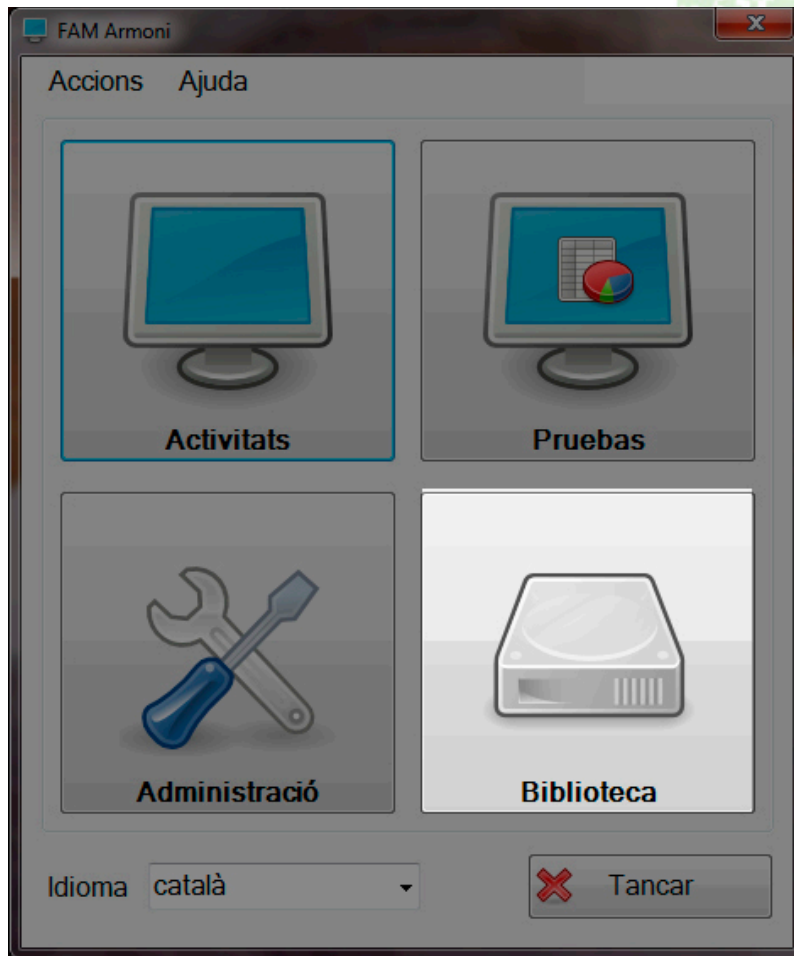 FAM Armoni
Accions Ajuda
Activitats Pruebas
Administració Biblioteca
Idioma català Tancar